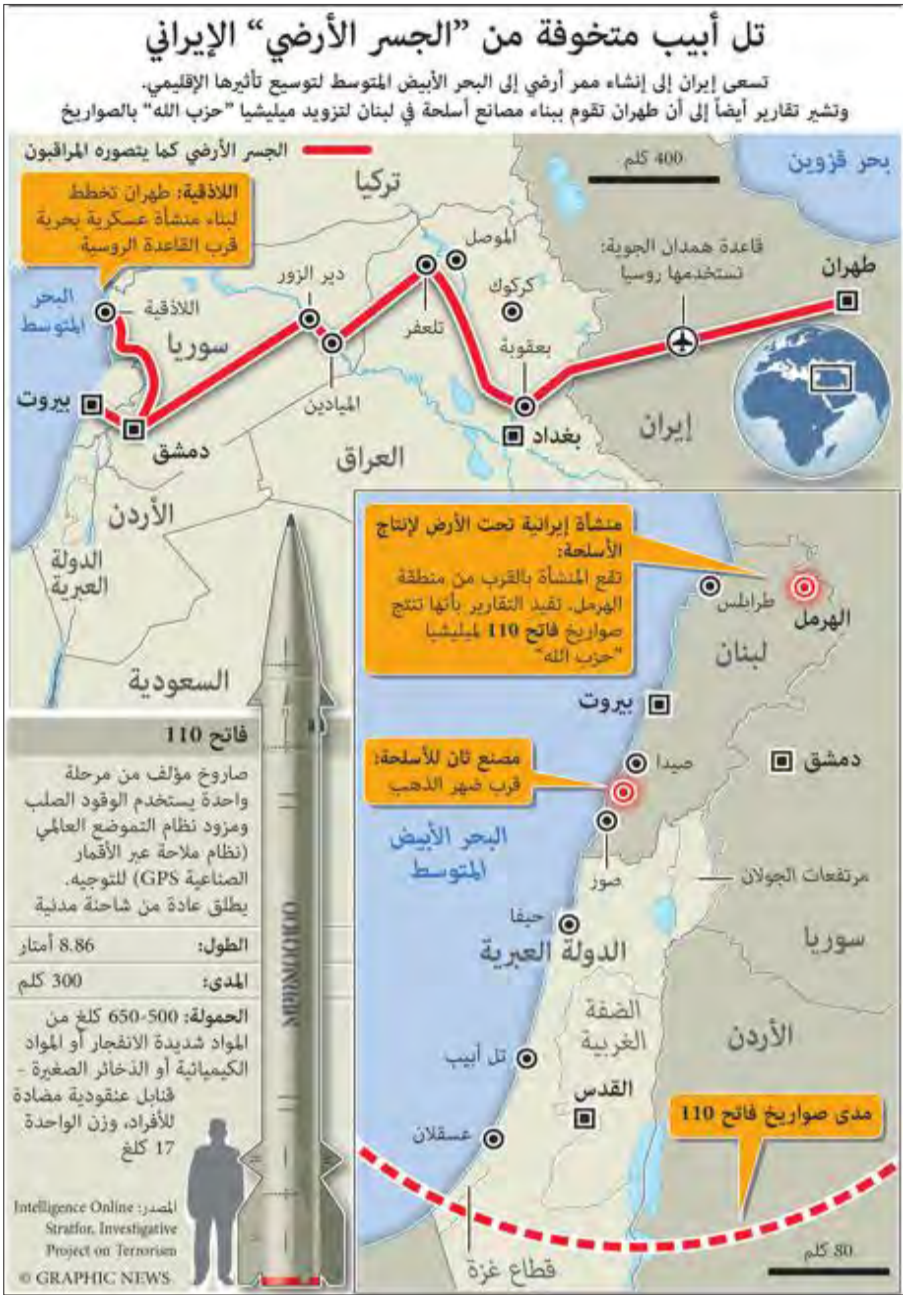 تل أبيب متخوفة من ”الجسر الأرضي“ الإيراني
تسعى إيران إلى إنشاء ممر أرضي إلى البحر الأبيض المتوسط لتوسيع تأثيرها الإقليمي.
وتشير تقارير أيضاً إلى أن طهران تقوم ببناء مصانع أسلحة في لبنان لتزويد ميليشيا ”حزب الله“ بالصواريخ
الجسر الأرضي كما يتصوره المراقبون
400 كلم
بحر قزوين
تركيا
اللاذقية: طهران تخطط
لبناء منشأة عسكرية بحرية
قرب القاعدة الروسية
الموصل
قاعدة همدان الجوية:
تستخدمها روسيا
طهران
دير الزور
كركوك
البحر
المتوسط
اللاذقية
تلعفر
سوريا
بعقوبة
بيروت
الميادين
إيران
دمشق
العراق
بغداد
الأردن
الدولة
العبرية
السعودية
منشأة إيرانية تحت الأرض لإنتاج
الأسلحة:
تقع المنشأة بالقرب من منطقة
الهرمل. تفيد التقارير بأنها تنتج
صواريخ فاتح 110 لميليشيا
”حزب الله“
طرابلس
الهرمل
لبنان
بيروت
مصنع ثان للأسلحة:
قرب ضهر الذهب
صيدا
دمشق
البحر الأبيض
المتوسط
صور
مرتفعات الجولان
حيفا
الدولة العبرية
سوريا
الضفة
الغربية
الأردن
تل أبيب
القدس
مدى صواريخ فاتح 110
عسقلان
قطاع غزة
80 كلم
فاتح 110
صاروخ مؤلف من مرحلة
واحدة يستخدم الوقود الصلب
ومزود نظام التموضع العالمي
(نظام ملاحة عبر الأقمار
الصناعية GPS) للتوجيه.
يطلق عادة من شاحنة مدنية
الطول: 8.86 أمتار
المدى: 300 كلم
الحمولة: 500-650 كلغ من
المواد شديدة الانفجار أو المواد
الكيميائية أو الذخائر الصغيرة -
قنابل عنقودية مضادة
للأفراد، وزن الواحدة
17 كلغ
المصدر: Intelligence Online
Stratfor, Investigative
Project on Terrorism
© GRAPHIC NEWS